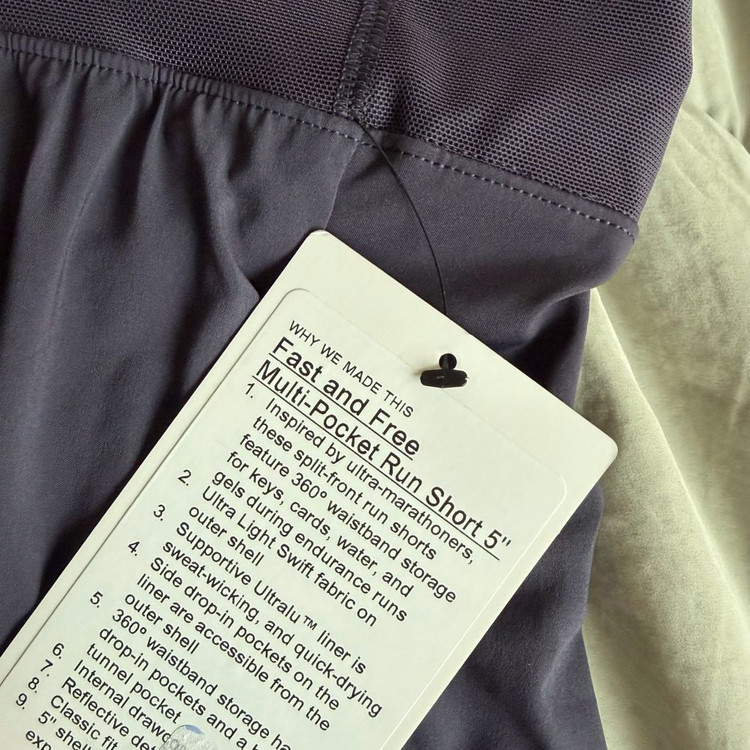 WHY WE MADE THIS
Fast and Free
Multi-Pocket Run Short 5"
1. Inspired by ultra-marathoners,
these split-front run shorts
feature 360° waistband storage
for keys, cards, water, and
gels during endurance runs
2. Ultra Light Swift fabric on
outer shell
3. Supportive Ultralu™ liner is
sweat-wicking, and quick-drying
4. Side drop-in pockets on the
liner are accessible from the
outer shell
5. 360° waistband storage ha
drop-in pockets and a
tunnel pocket
6. Internal draw
7. Reflective de
8. Classic fit
9. 5" shell